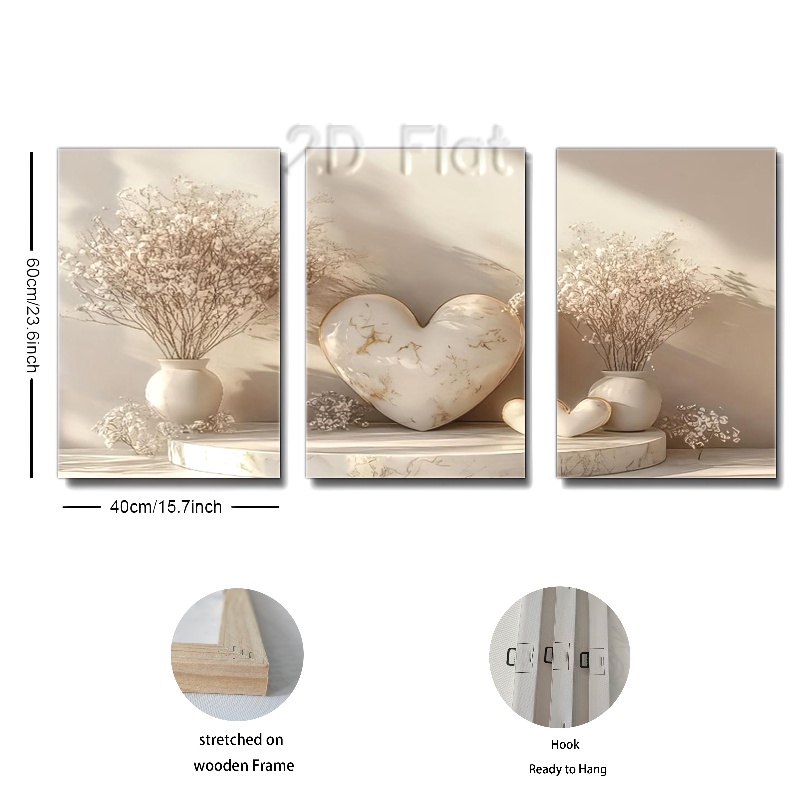 2D Flat
60cm/23.6inch
40cm/15.7inch
stretched on
wooden Frame
Hook
Ready to Hang